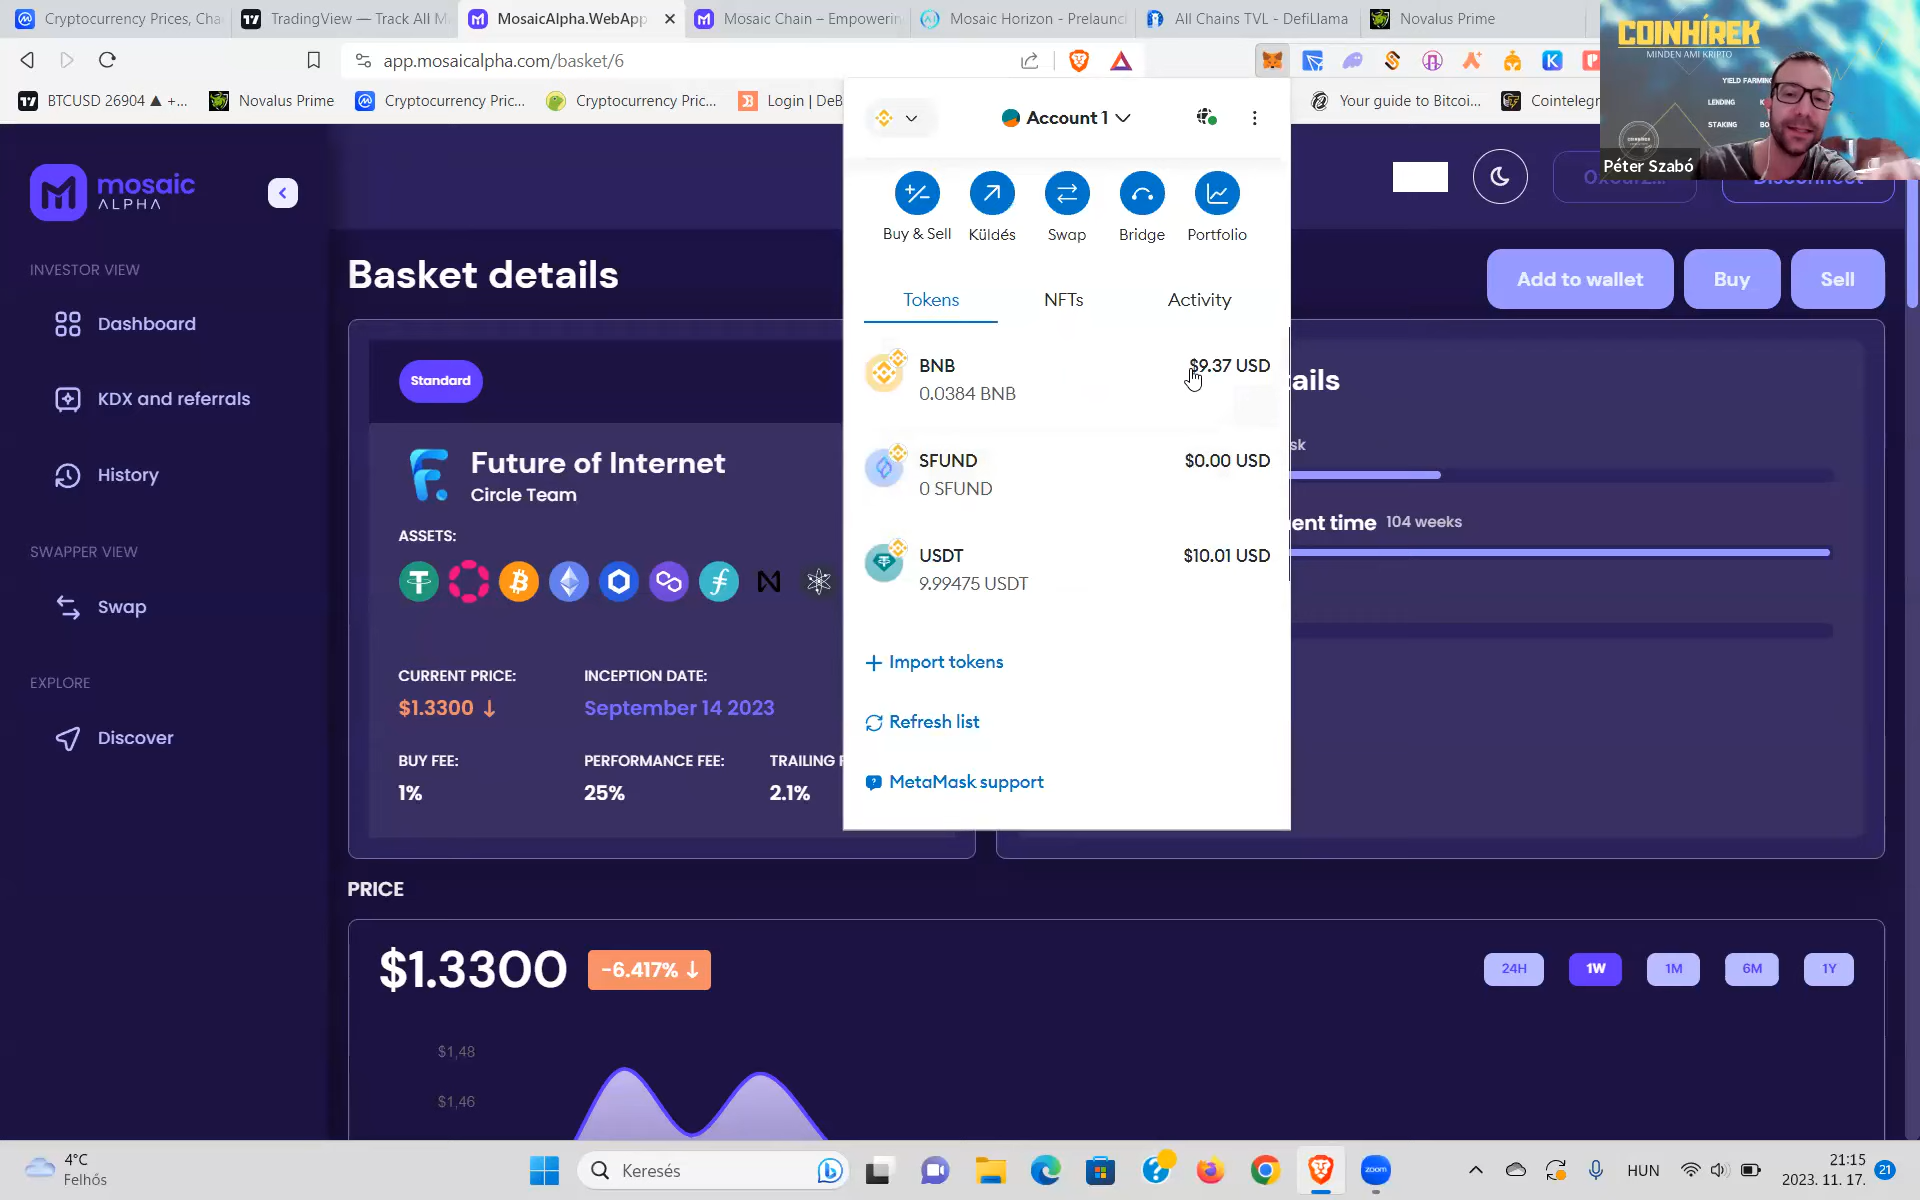 Cryptocurrency Prices, Cha
TradingView — Track All M
MosaicAlpha.WebApp
Mosaic Chain – Empowerin
Mosaic Horizon - Prelaunc
All Chains TVL - DefiLlama
Novalus Prime
app.mosaicalpha.com/basket/6
BTCUSD 26904 ▲ +...
Novalus Prime
Cryptocurrency Pric...
Cryptocurrency Pric...
Login | DeB
Your guide to Bitcoi...
Cointelegr
COINHÍREK
MINDEN AMI KRIPTO
YIELD FARMING
LENDING
STAKING
Péter Szabó
mosaic
ALPHA
INVESTOR VIEW
Dashboard
KDX and referrals
History
SWAPPER VIEW
Swap
EXPLORE
Discover
Disconnect
Basket details
Add to wallet
Buy
Sell
Standard
Future of Internet
Circle Team
ASSETS:
CURRENT PRICE:
$1.3300 ↓
INCEPTION DATE:
September 14 2023
BUY FEE:
1%
PERFORMANCE FEE:
25%
TRAILING F
2.1%
Account 1
Buy & Sell
Küldés
Swap
Bridge
Portfolio
Tokens
NFTs
Activity
BNB
$9.37 USD
0.0384 BNB
SFUND
$0.00 USD
0 SFUND
USDT
$10.01 USD
9.99475 USDT
Import tokens
Refresh list
MetaMask support
ails
sk
ent time 104 weeks
PRICE
$1.3300
-6.417% ↓
24H
1W
1M
6M
1Y
$1,48
$1,46
4°C
Felhős
Keresés
zoom
HUN
21:15
2023. 11. 17.
21